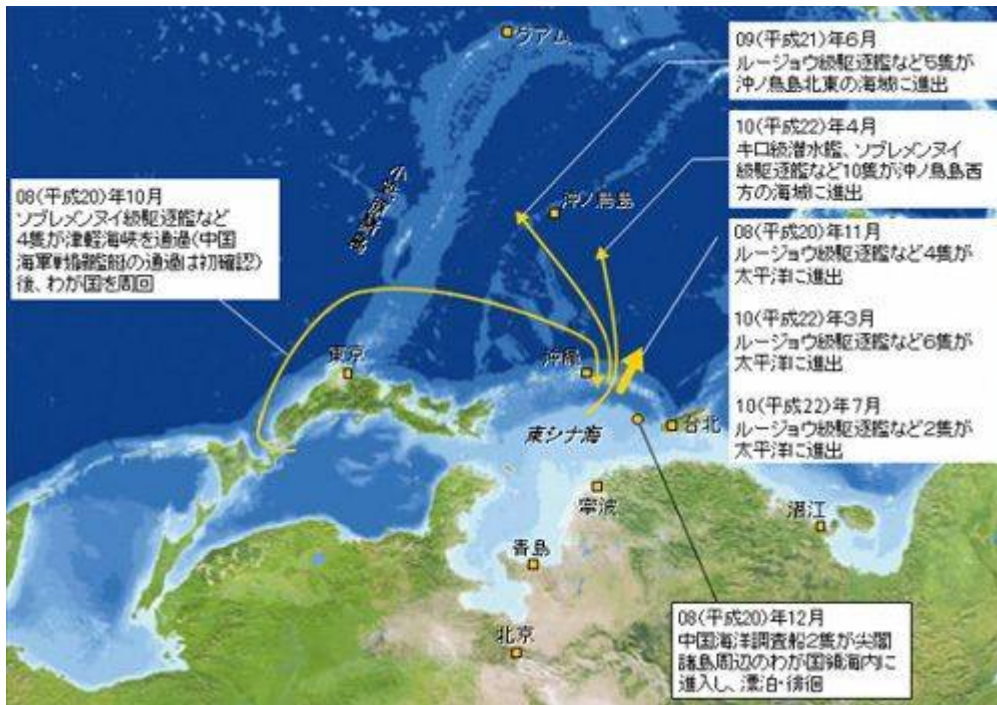 グアム
09(平成21)年6月
ルージョウ級駆逐艦など5隻が
沖ノ鳥島北東の海域に進出
10(平成22)年4月
キロ級潜水艦、ソブレメンヌイ
級駆逐艦など10隻が沖ノ鳥島西
方の海域に進出
08(平成20)年10月
ソブレメンヌイ級駆逐艦など
4隻が津軽海峡を通過(中国
海軍戦闘艦艇の通過は初確認)
後、わが国を周回
沖ノ鳥島
08(平成20)年11月
ルージョウ級駆逐艦など4隻が
太平洋に進出
10(平成22)年3月
ルージョウ級駆逐艦など6隻が
太平洋に進出
10(平成22)年7月
ルージョウ級駆逐艦など2隻が
太平洋に進出
東京
沖縄
東シナ海
台北
寧波
湛江
青島
北京
08(平成20)年12月
中国海洋調査船2隻が尖閣
諸島周辺のわが国領海内に
進入し、漂泊・徘徊